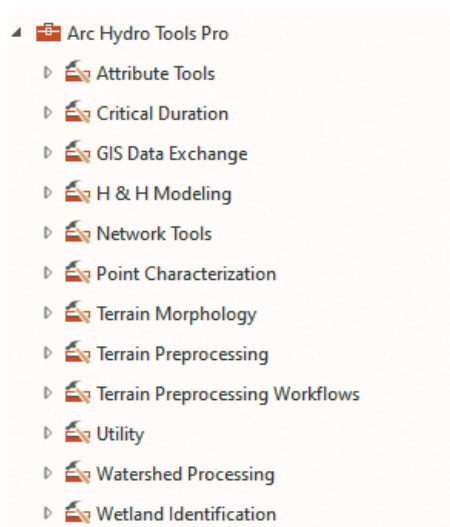 Arc Hydro Tools Pro
Attribute Tools
Critical Duration
GIS Data Exchange
H & H Modeling
Network Tools
Point Characterization
Terrain Morphology
Terrain Preprocessing
Terrain Preprocessing Workflows
Utility
Watershed Processing
Wetland Identification